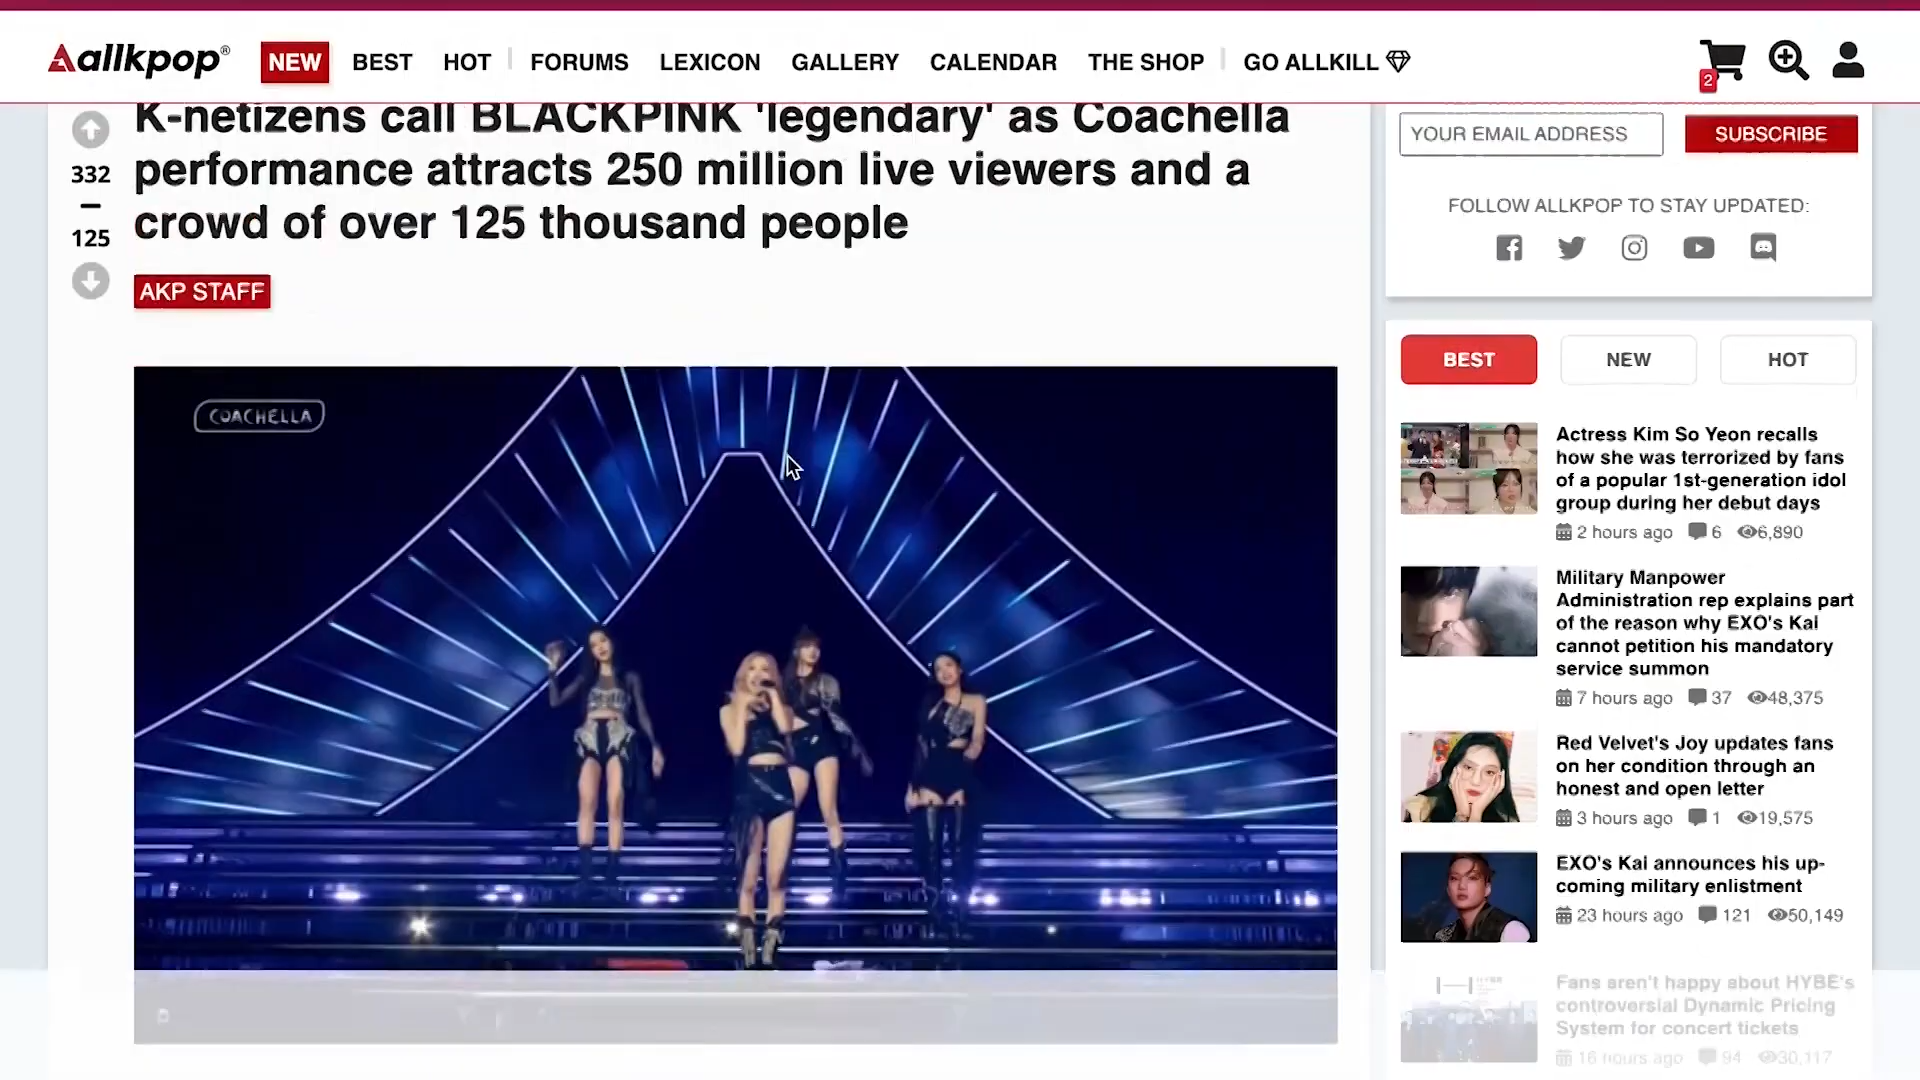 allkpop®
NEW
BEST
HOT
FORUMS
LEXICON
GALLERY
CALENDAR
THE SHOP
GO ALLKILL
2
332
125
K-netizens call BLACKPINK 'legendary' as Coachella
performance attracts 250 million live viewers and a
crowd of over 125 thousand people
AKP STAFF
COACHELLA
YOUR EMAIL ADDRESS
SUBSCRIBE
FOLLOW ALLKPOP TO STAY UPDATED:
BEST
NEW
HOT
Actress Kim So Yeon recalls
how she was terrorized by fans
of a popular 1st-generation idol
group during her debut days
2 hours ago 6 6,890
Military Manpower
Administration rep explains part
of the reason why EXO's Kai
cannot petition his mandatory
service summon
7 hours ago 37 48,375
Red Velvet's Joy updates fans
on her condition through an
honest and open letter
3 hours ago 1 19,575
EXO's Kai announces his up-
coming military enlistment
23 hours ago 121 50,149
Fans aren't happy about HYBE's
controversial Dynamic Pricing
System for concert tickets
16 hours ago 94 30,117